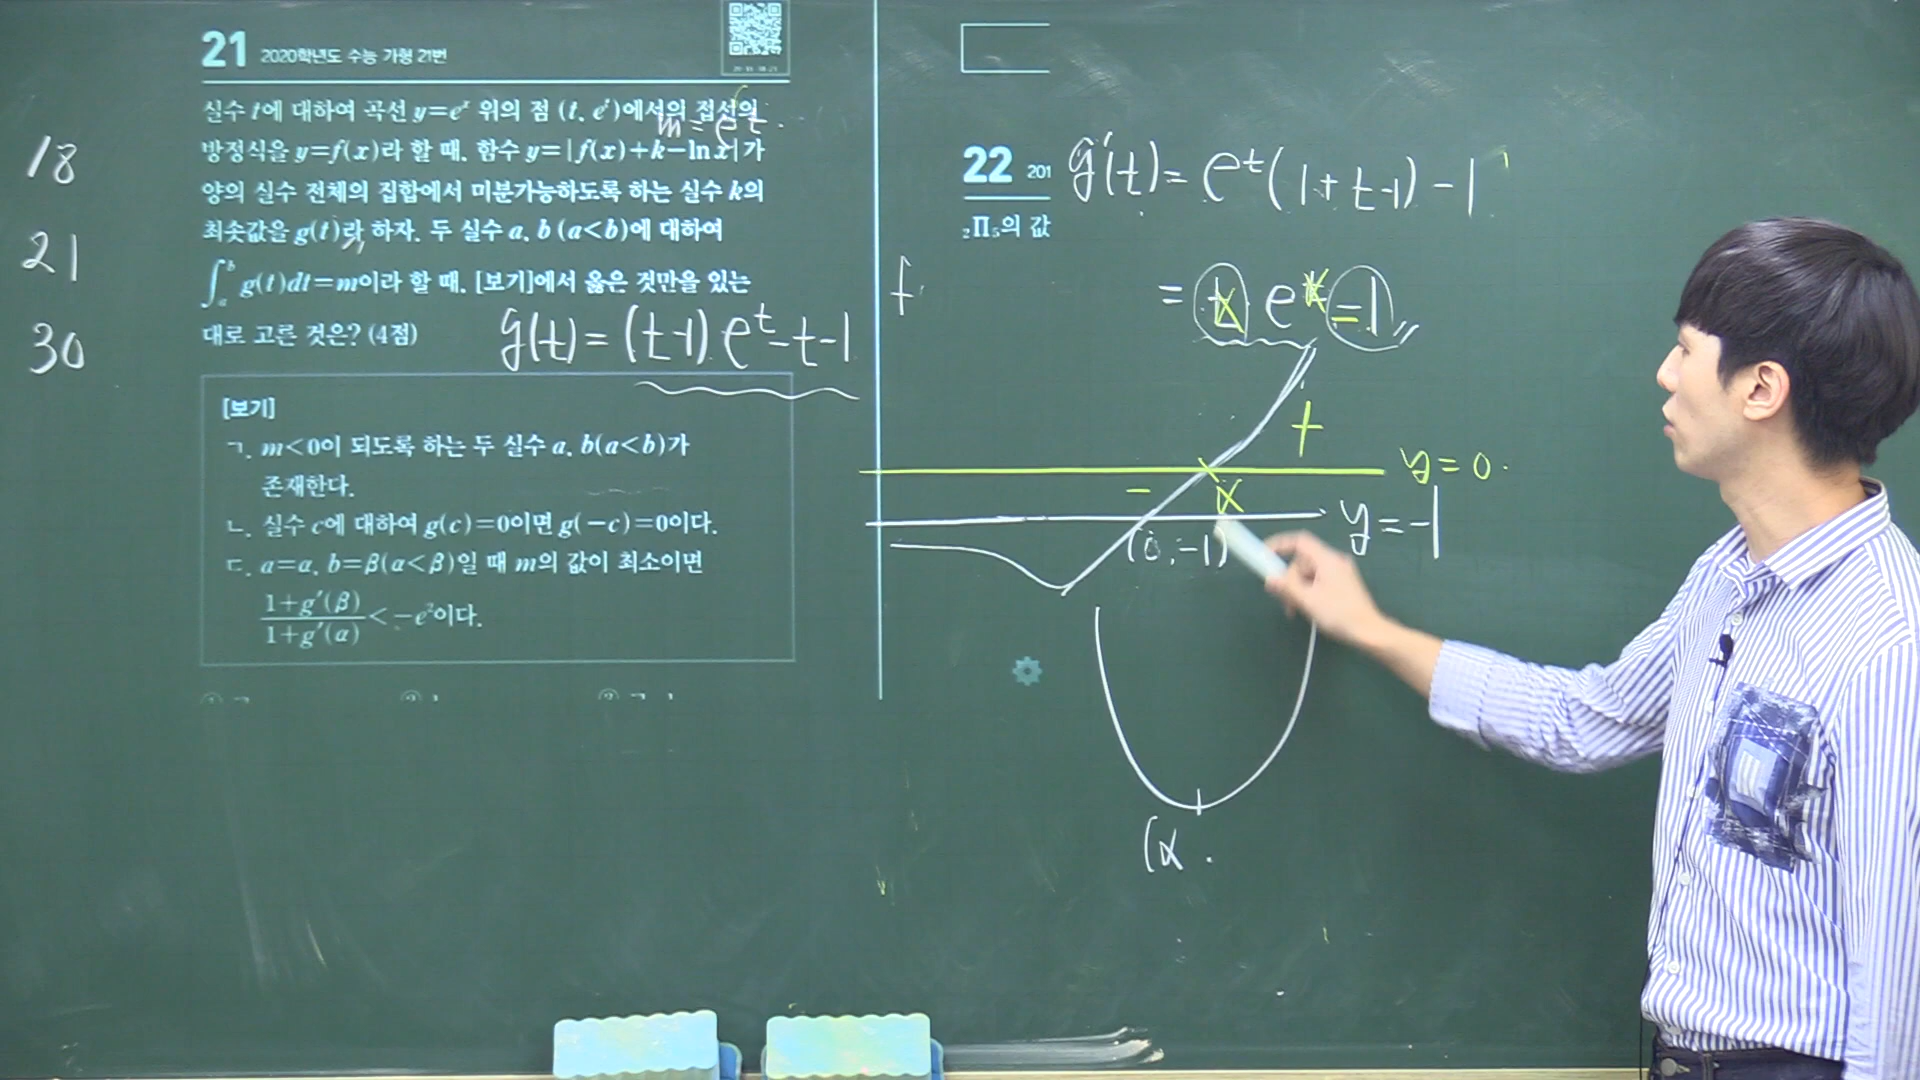 18
21
30
21 2020학년도 수능 가형 21번
실수 t에 대하여 곡선 y=eˣ 위의 점 (t, eᵗ)에서의 접선의
m=eᵗ
방정식을 y=f(x)라 할 때, 함수 y=|f(x)+k−ln x|가
양의 실수 전체의 집합에서 미분가능하도록 하는 실수 k의
최솟값을 g(t)라 하자. 두 실수 a, b (a<b)에 대하여
∫ₐᵇ g(t)dt=m이라 할 때, [보기]에서 옳은 것만을 있는
대로 고른 것은? (4점)
g(t)=(t-1)eᵗ-t-1
[보기]
ㄱ. m<0이 되도록 하는 두 실수 a, b(a<b)가
존재한다.
ㄴ. 실수 c에 대하여 g(c)=0이면 g(−c)=0이다.
ㄷ. a=α, b=β(α<β)일 때 m의 값이 최소이면
(1+g′(β))/(1+g′(α))<−e²이다.
① ㄱ ② ㄴ
22 201
₂Π₅의 값
g′(t)=eᵗ(1+t-1)-1
f
= t e -1
+
y=0
-
α
y=-1
(0,-1)
(α